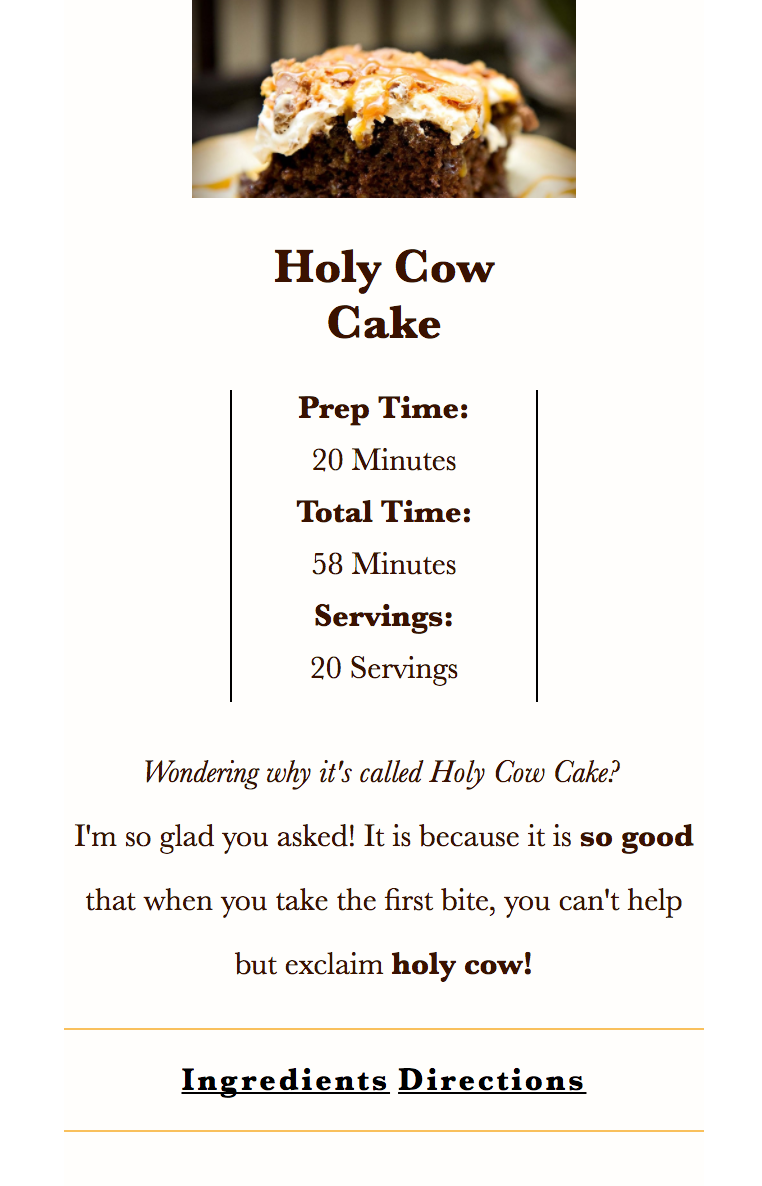 Holy Cow
Cake
Prep Time:
20 Minutes
Total Time:
58 Minutes
Servings:
20 Servings
Wondering why it's called Holy Cow Cake?
I'm so glad you asked! It is because it is so good
that when you take the first bite, you can't help
but exclaim holy cow!
Ingredients Directions